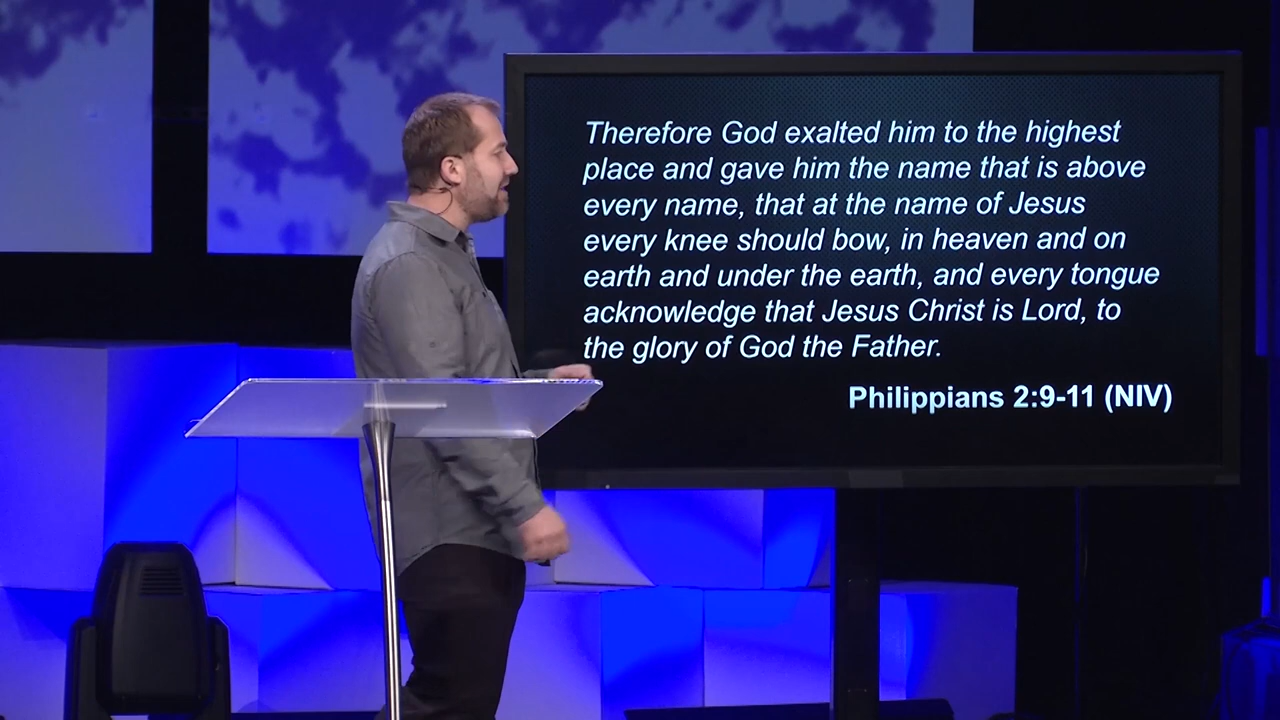 Therefore God exalted him to the highest
place and gave him the name that is above
every name, that at the name of Jesus
every knee should bow, in heaven and on
earth and under the earth, and every tongue
acknowledge that Jesus Christ is Lord, to
the glory of God the Father.
Philippians 2:9-11 (NIV)